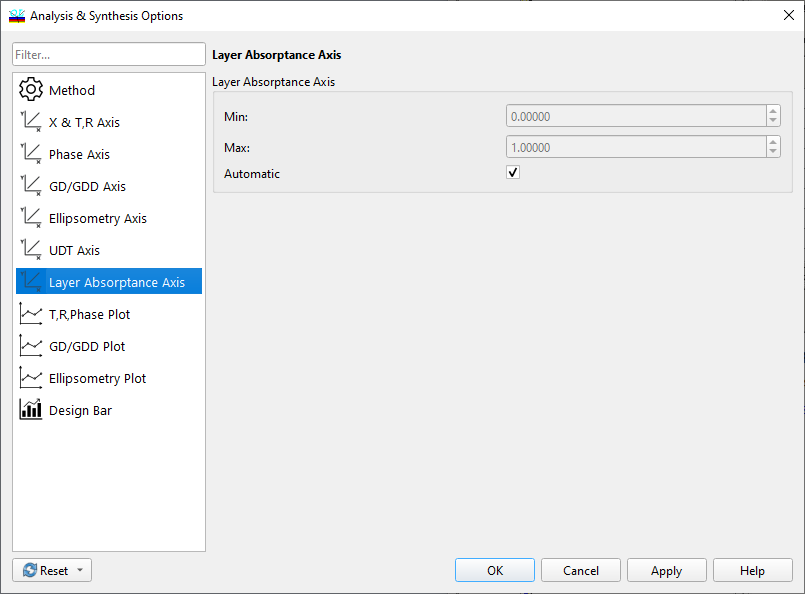 Analysis & Synthesis Options
Filter...
Method
X & T,R Axis
Phase Axis
GD/GDD Axis
Ellipsometry Axis
UDT Axis
Layer Absorptance Axis
T,R,Phase Plot
GD/GDD Plot
Ellipsometry Plot
Design Bar
Layer Absorptance Axis
Layer Absorptance Axis
Min: 0.00000
Max: 1.00000
Automatic
Reset
OK Cancel Apply Help